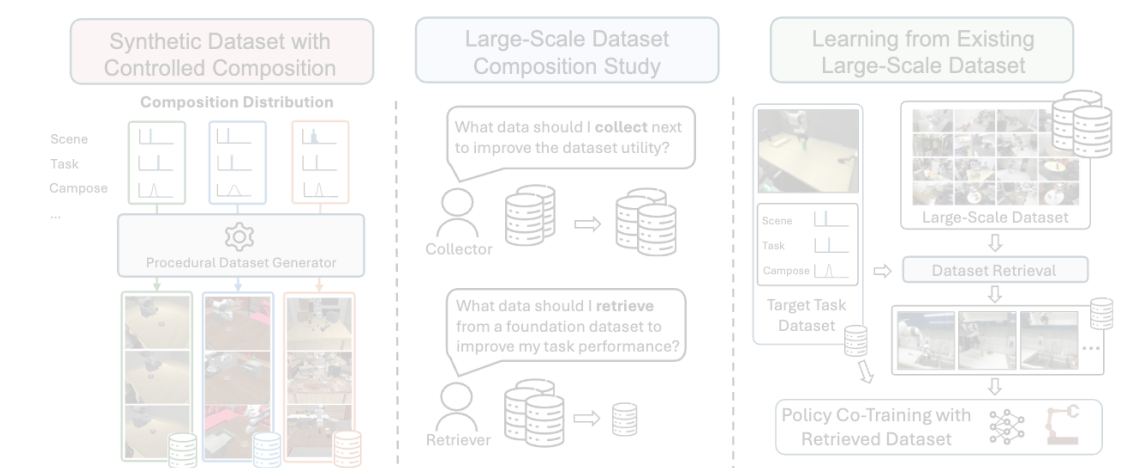 Synthetic Dataset with
Controlled Composition
Composition Distribution
Scene
Task
Campose
...
Procedural Dataset Generator
Large-Scale Dataset
Composition Study
What data should I collect next
to improve the dataset utility?
Collector
What data should I retrieve
from a foundation dataset to
improve my task performance?
Retriever
Learning from Existing
Large-Scale Dataset
Scene
Task
Campose
Target Task
Dataset
Large-Scale Dataset
Dataset Retrieval
...
Policy Co-Training with
Retrieved Dataset